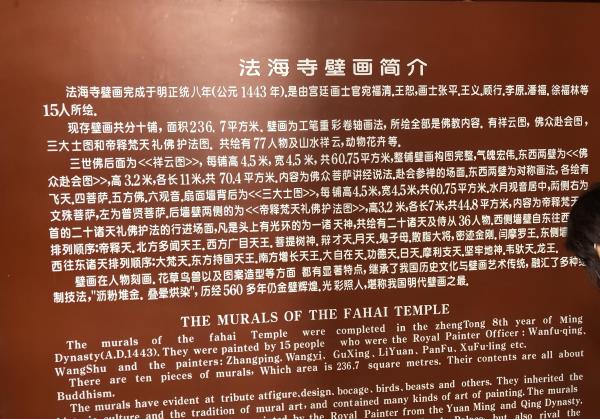 法海寺壁画简介
法海寺壁画完成于明正统八年(公元1443年).是由宫廷画士官宛福清.王恕,画士张平.王义.顾行.李原.潘福.徐福林等
15人所绘.
现存壁画共分十铺，面积236.7平方米。壁画为工笔重彩卷轴画法，所绘全部是佛教内容。有祥云图，佛众赴会图，
三大士图和帝释梵天礼佛护法图。共绘有77人物及山水祥云，动物花卉等。
三世佛后面为<<祥云图>>，每铺高4.5米，宽4.5米，共60.75平方米，整铺壁画构图完整，气魄宏伟。东西两壁为<<佛
众赴会图>>，高3.2米，各长11米，共70.4平方米。内容为佛众菩萨讲经说法。赴会参禅的场面。东西两壁为对称画法，各绘有
飞天，四菩萨，五方佛，六观音。扇面墙背后为<<三大士图>>，每铺高4.5米，宽4.5米，共60.75平方米。水月观音居中，两侧右为
文殊菩萨，左为普贤菩萨。后墙壁两侧的为<<帝释梵天礼佛护法图>>，高3.2米，各长7米，共44.8平方米，内容为帝释梵天
首的二十诸天礼佛护法的行进场面，凡是头上有光环的为一诸天神，共绘有二十诸天及侍从36人物。西侧墙壁自东往西
排列顺序：帝释天。北方多闻天王。西方广目天王。菩提树神。辩才天。月天。鬼子母。散脂大将。密迹金刚。闫摩罗王。东侧墙
西往东诸天排列顺序：大梵天。东方持国天王。南方增长天王。大自在天。功德天。日天。摩利支天。坚牢地神。韦驮天。龙王。
壁画在人物刻画。花草鸟兽以及图案造型等方面 都有显著特点，继承了我国历史文化与壁画艺术传统，融汇了多种
制技法，"沥粉堆金。叠晕烘染"，历经560多年仍金壁辉煌。光彩照人，堪称我国明代壁画之最.
THE MURALS OF THE FAHAI TEMPLE
The murals of the fahai Temple were completed in the zhengTong 8th year of Ming
Dynasty(A.D.1443). They were painted by 15 people who were the Royal Painter Officer : Wanfu-qing,
WangShu and the painters: Zhangping. Wangyi. GuXing. LiYuan. PanFu. XuFu-ling etc.
There are ten pieces of murals, Which area is 236.7 square metres. Their contents are all about
Buddhism.
The murals have evident at tribute atfigure.design. bocage. birds.beasts and others. They inherited the
culture and the tradition of mural art, and contained many kinds of art of painting. The murals
by the Royal Painter from the Yuan Ming and Qing Dynasty.